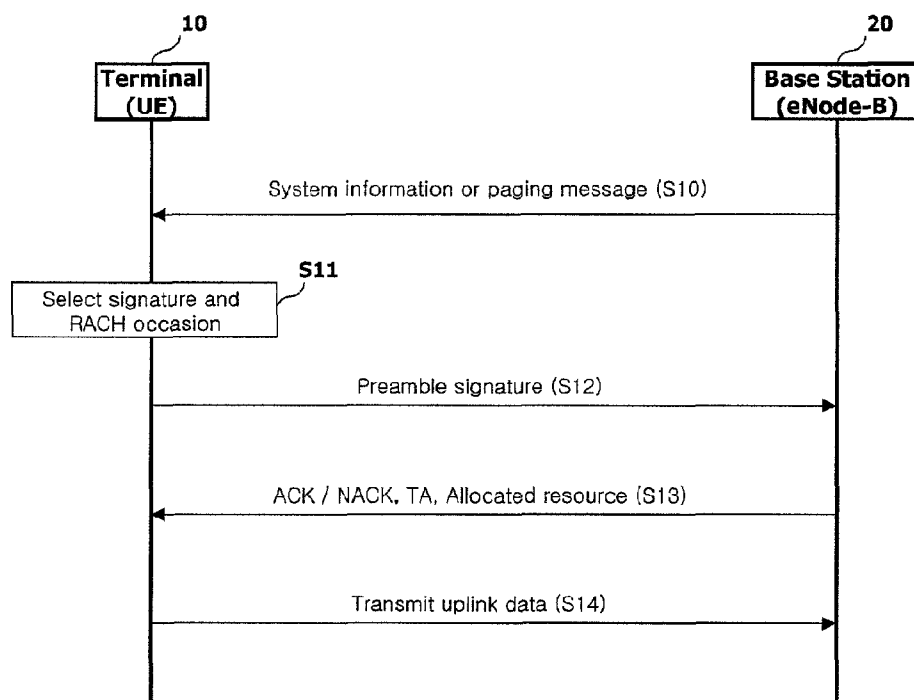 10
20
Terminal
(UE)
Base Station
(eNode-B)
System information or paging message (S10)
S11
Select signature and
RACH occasion
Preamble signature (S12)
ACK / NACK, TA, Allocated resource (S13)
Transmit uplink data (S14)